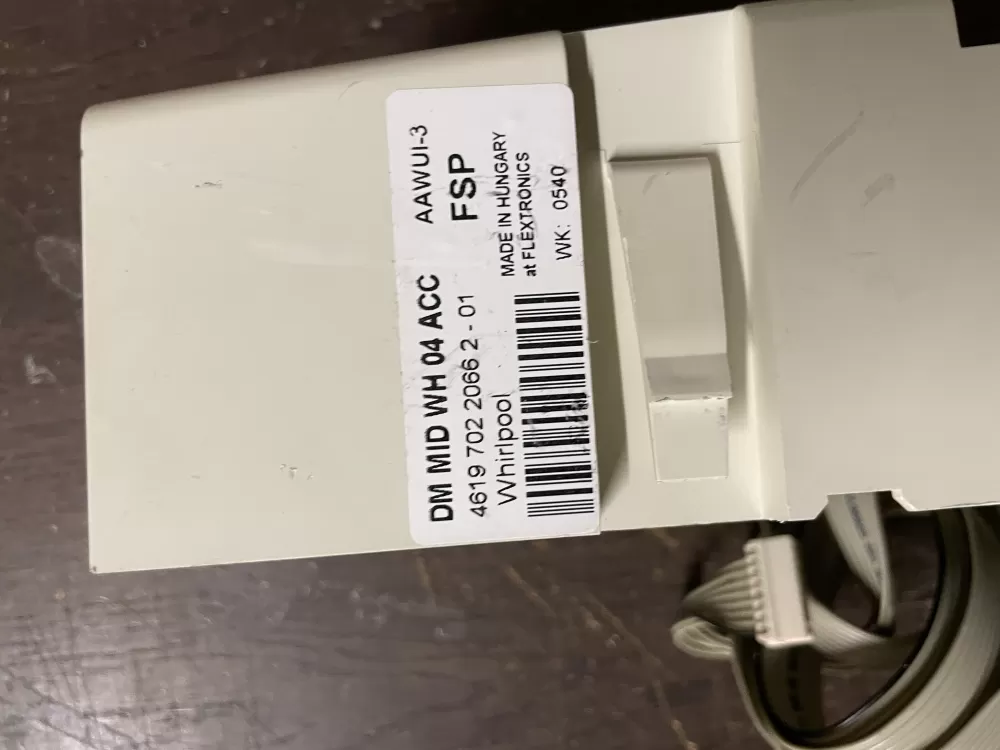 DM MID WH 04 ACC AAWUI-3
4619 702 2066 2 - 01 FSP
Whirlpool
MADE IN HUNGARY
at FLEXTRONICS
WK: 0540